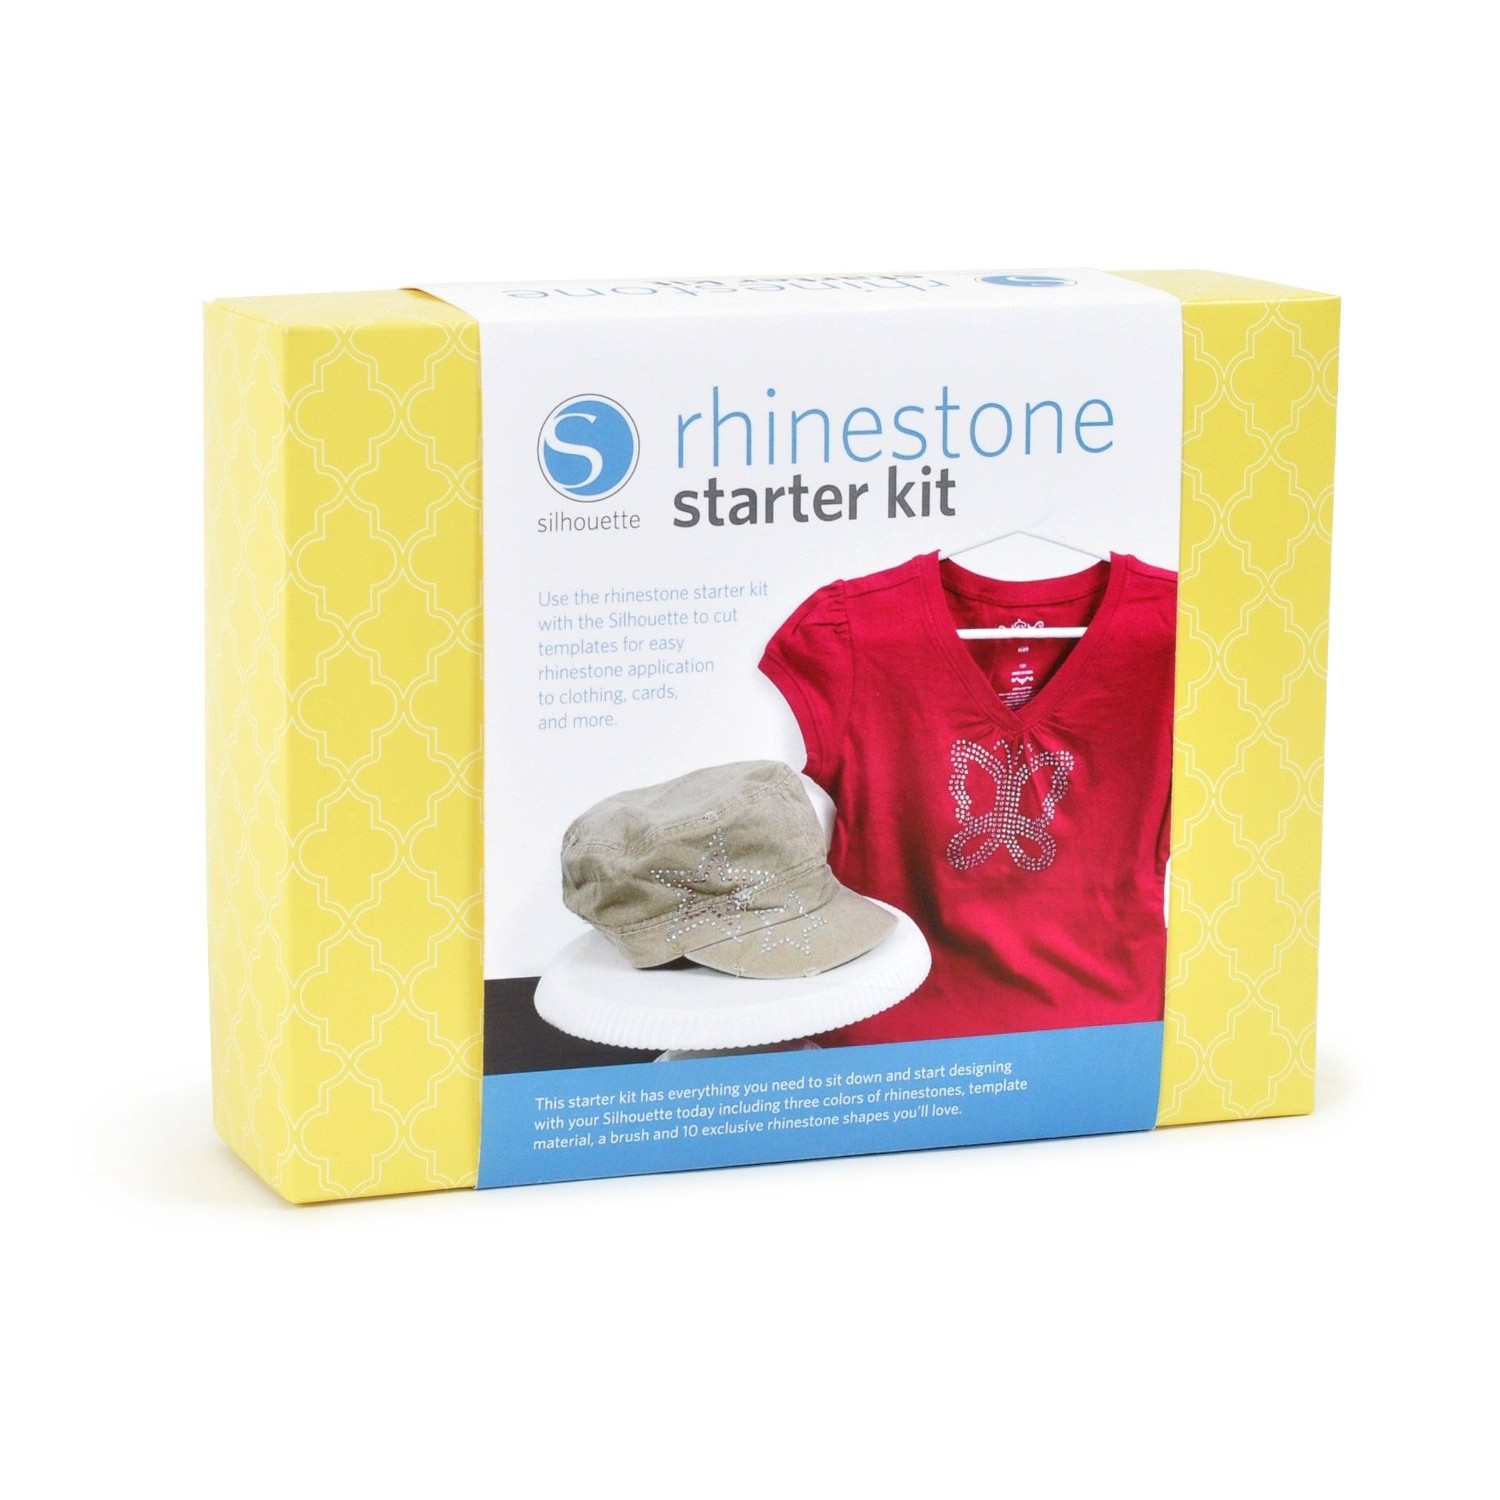 rhinestone
starter kit
S
silhouette
rhinestone
starter kit
Use the rhinestone starter kit
with the Silhouette to cut
templates for easy
rhinestone application
to clothing, cards,
and more.
This starter kit has everything you need to sit down and start designing
with your Silhouette today including three colors of rhinestones, template
material, a brush and 10 exclusive rhinestone shapes you'll love.